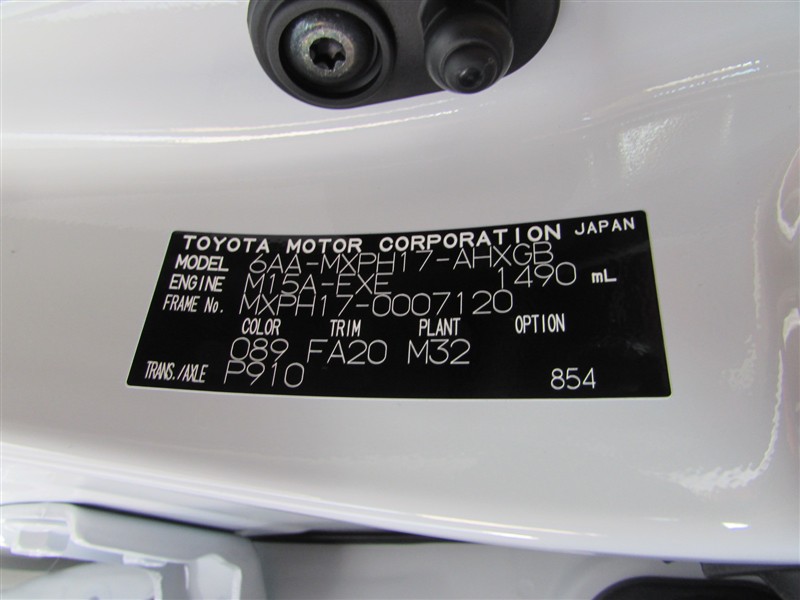 TOYOTA MOTOR CORPORATION JAPAN
MODEL 6AA-MXPH17-AHXGB
ENGINE M15A-EXE 1490 mL
FRAME No. MXPH17-0007120
COLOR TRIM PLANT OPTION
089 FA20 M32
TRANS./AXLE P910 854